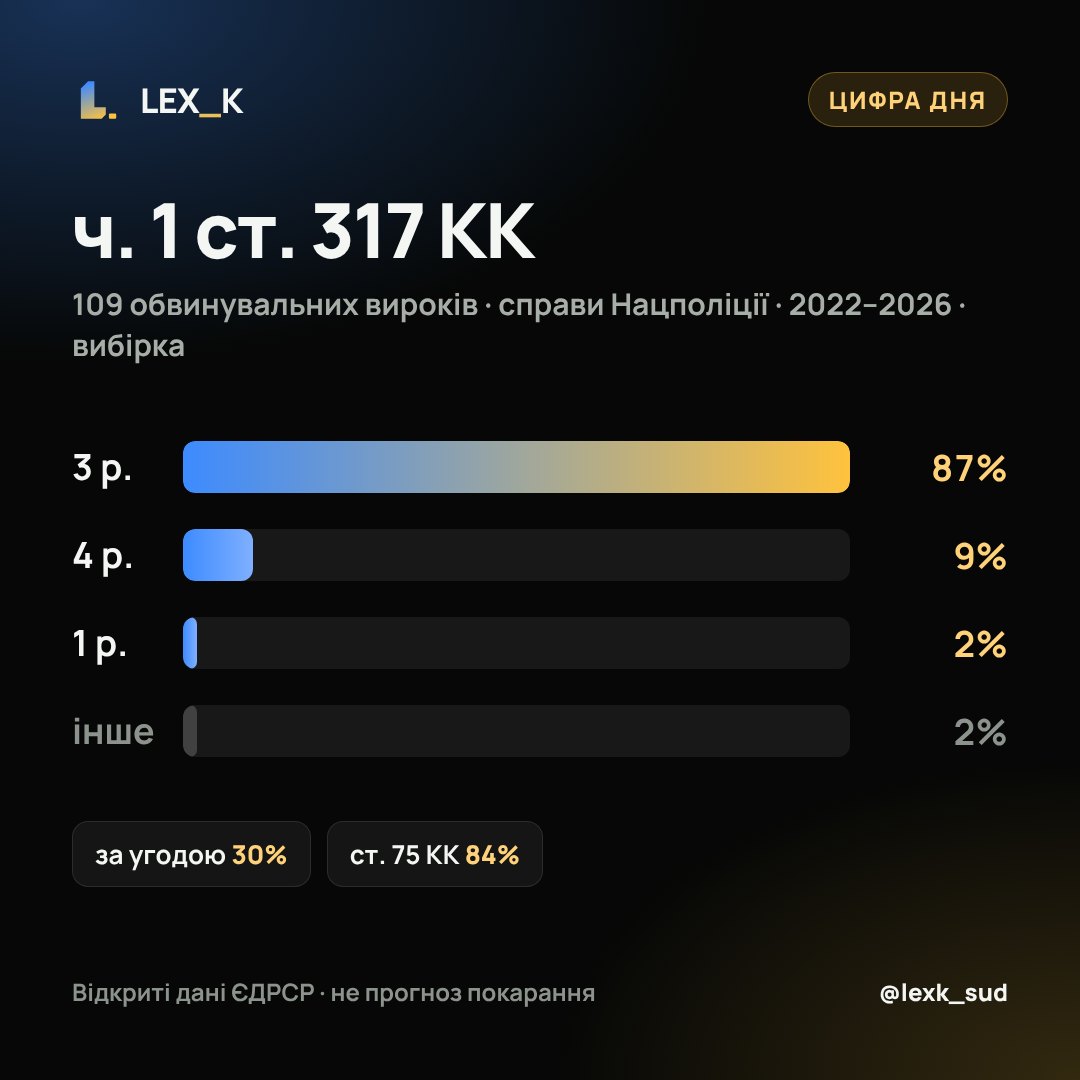 LEX_K
ЦИФРА ДНЯ
ч. 1 ст. 317 КК
109 обвинувальних вироків · справи Нацполіції · 2022–2026 ·
вибірка
3 р. 87%
4 р. 9%
1 р. 2%
інше 2%
за угодою 30% ст. 75 КК 84%
Відкриті дані ЄДРСР · не прогноз покарання
@lexk_sud